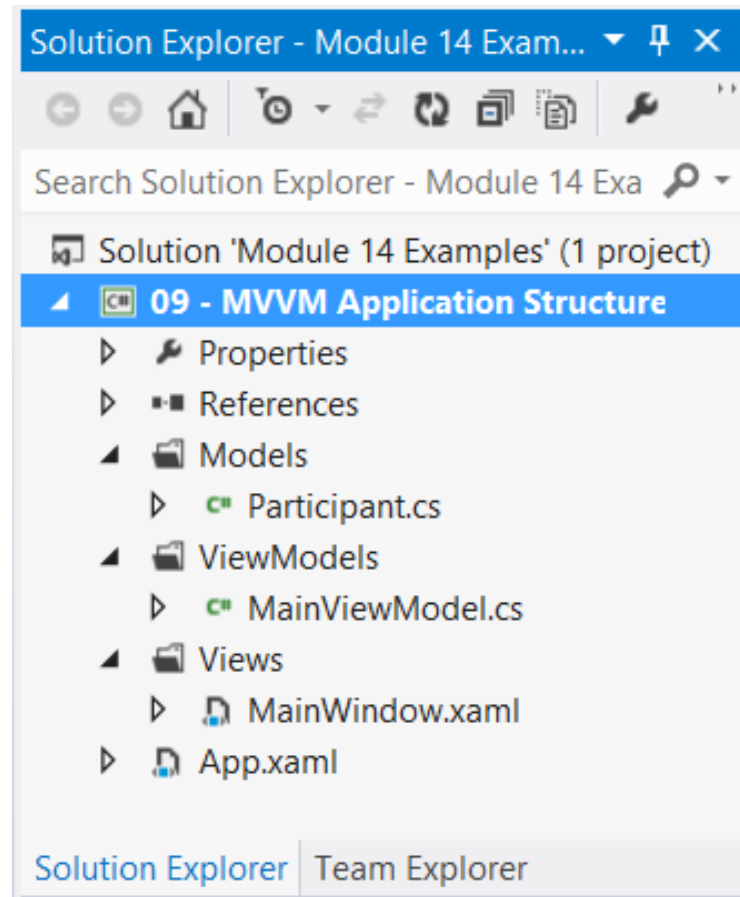 Solution Explorer - Module 14 Exam...
Search Solution Explorer - Module 14 Exa
Solution 'Module 14 Examples' (1 project)
C# 09 - MVVM Application Structure
Properties
References
Models
C# Participant.cs
ViewModels
C# MainViewModel.cs
Views
MainWindow.xaml
App.xaml
Solution Explorer Team Explorer